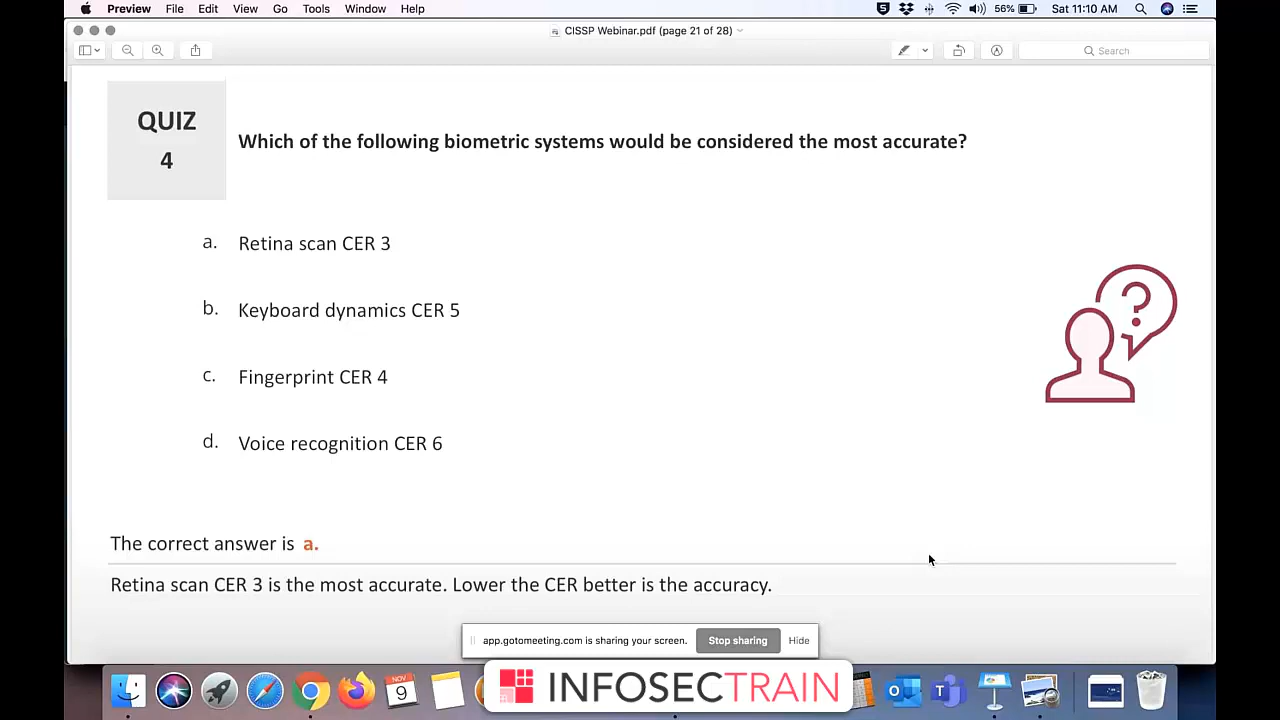 Preview File Edit View Go Tools Window Help 56% Sat 11:10 AM
CISSP Webinar.pdf (page 21 of 28)
Search
QUIZ
4
Which of the following biometric systems would be considered the most accurate?
a. Retina scan CER 3
b. Keyboard dynamics CER 5
c. Fingerprint CER 4
d. Voice recognition CER 6
?
The correct answer is a.
Retina scan CER 3 is the most accurate. Lower the CER better is the accuracy.
app.gotomeeting.com is sharing your screen. Stop sharing Hide
NOV
9
INFOSECTRAIN